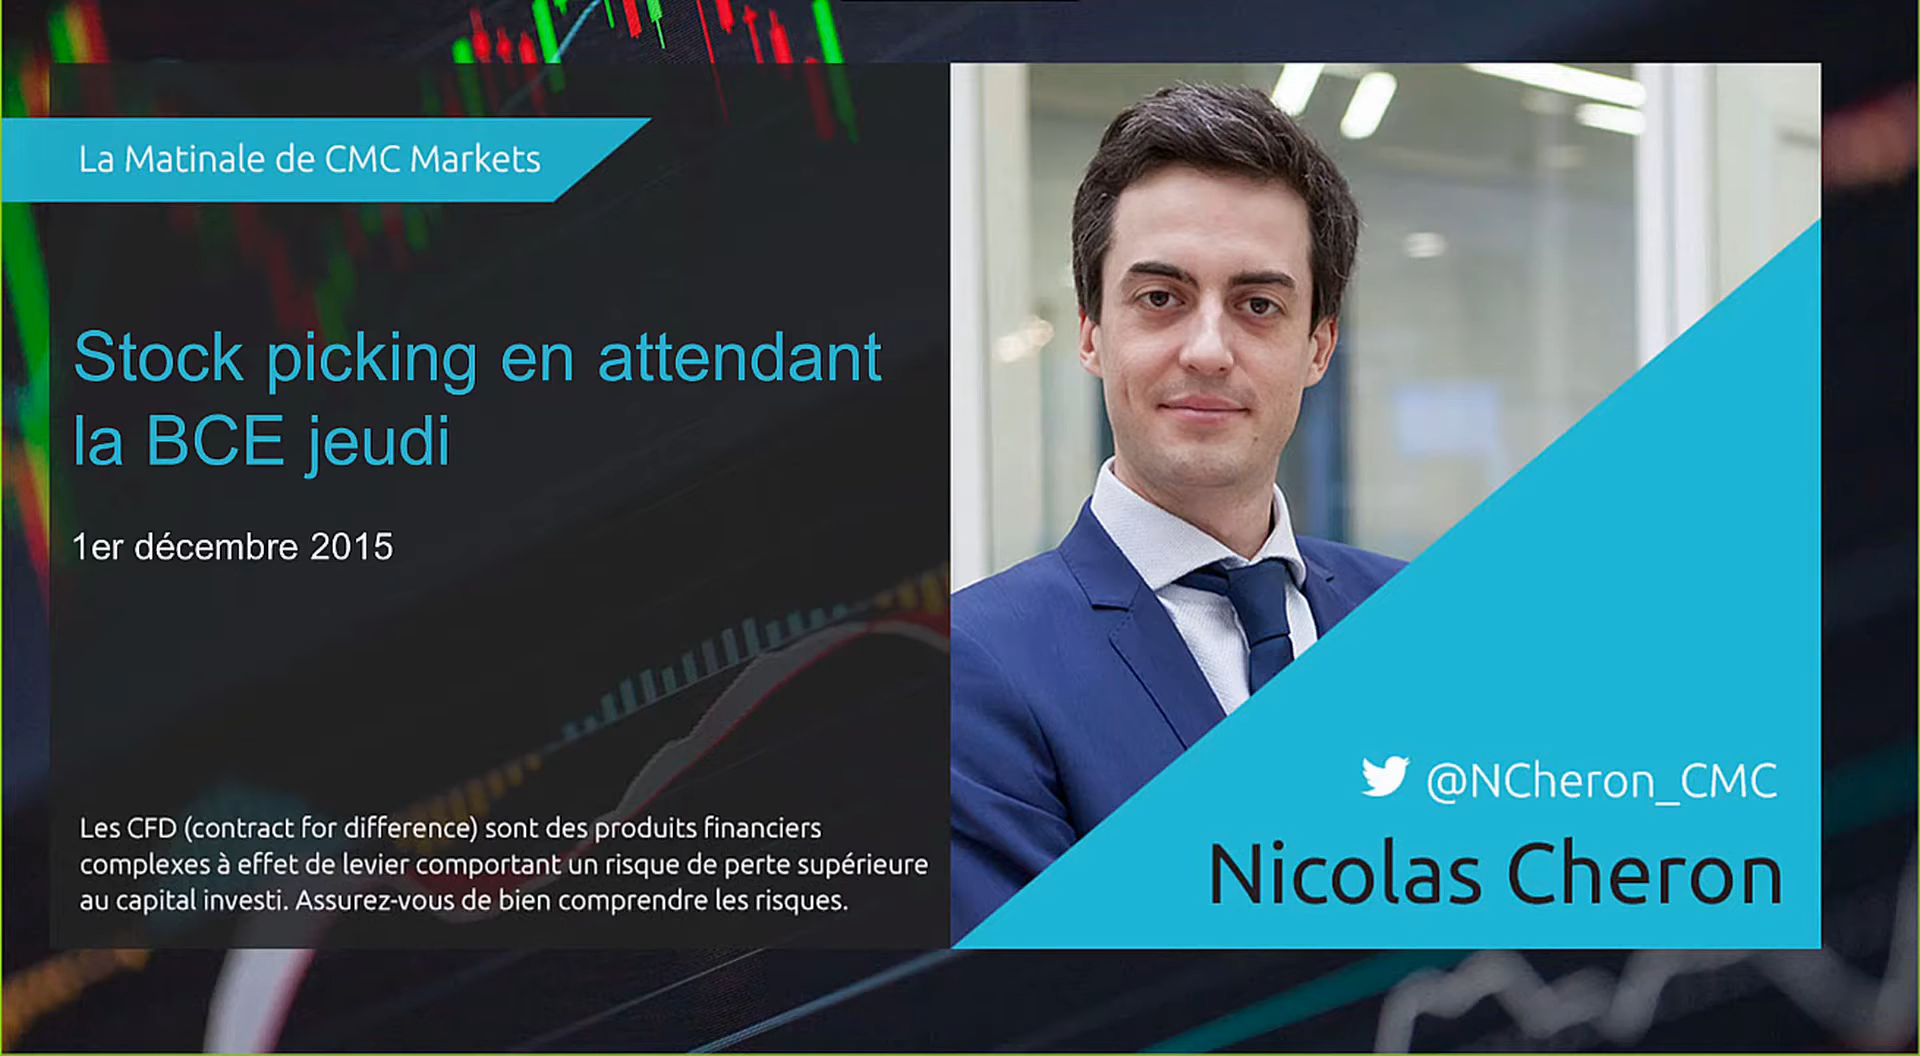 La Matinale de CMC Markets
Stock picking en attendant
la BCE jeudi
1er décembre 2015
Les CFD (contract for difference) sont des produits financiers
complexes à effet de levier comportant un risque de perte supérieure
au capital investi. Assurez-vous de bien comprendre les risques.
@NCheron_CMC
Nicolas Cheron